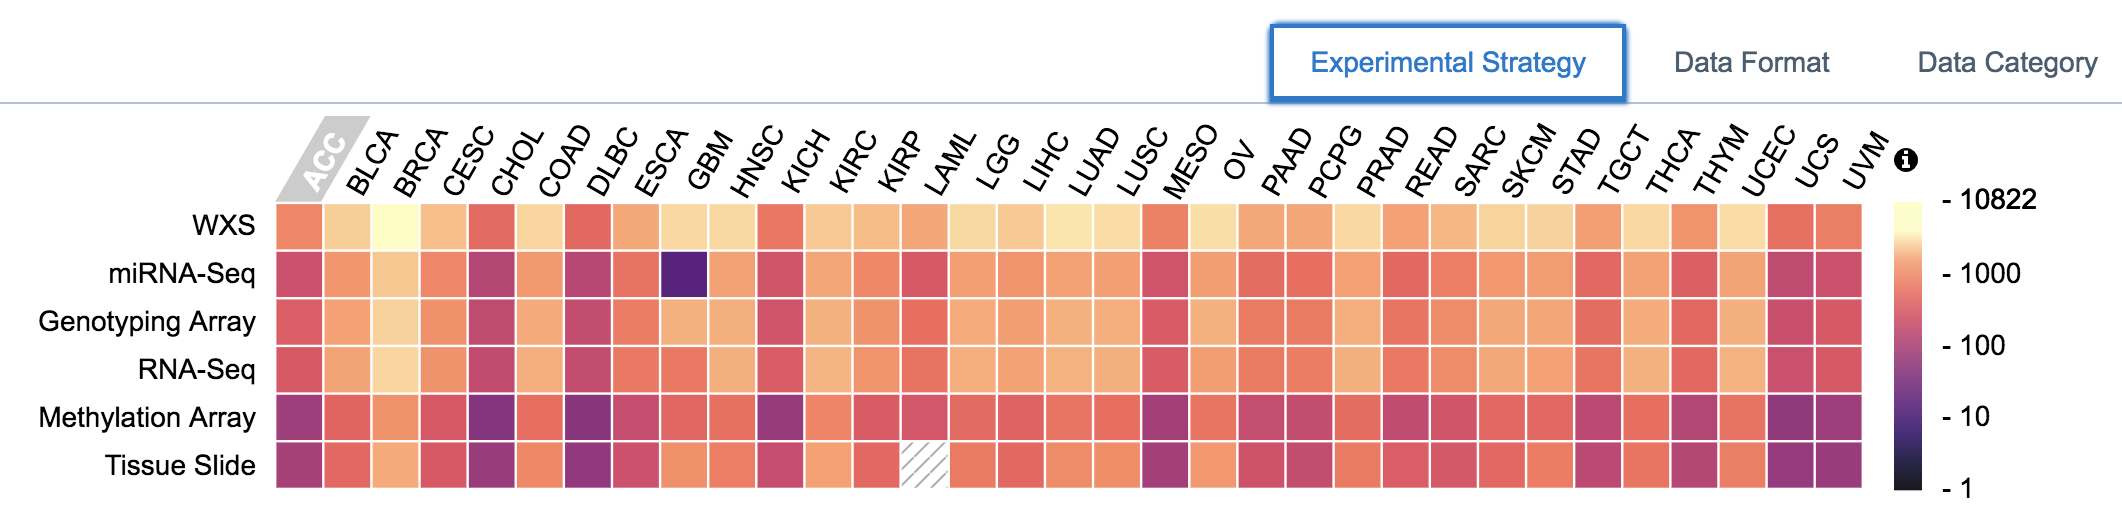 Experimental Strategy Data Format Data Category
ACC BLCA BRCA CESC CHOL COAD DLBC ESCA GBM HNSC KICH KIRC KIRP LAML LGG LIHC LUAD LUSC MESO OV PAAD PCPG PRAD READ SARC SKCM STAD TGCT THCA THYM UCEC UCS UVM i
- 10822
WXS
miRNA-Seq - 1000
Genotyping Array
- 100
RNA-Seq
Methylation Array - 10
Tissue Slide
- 1